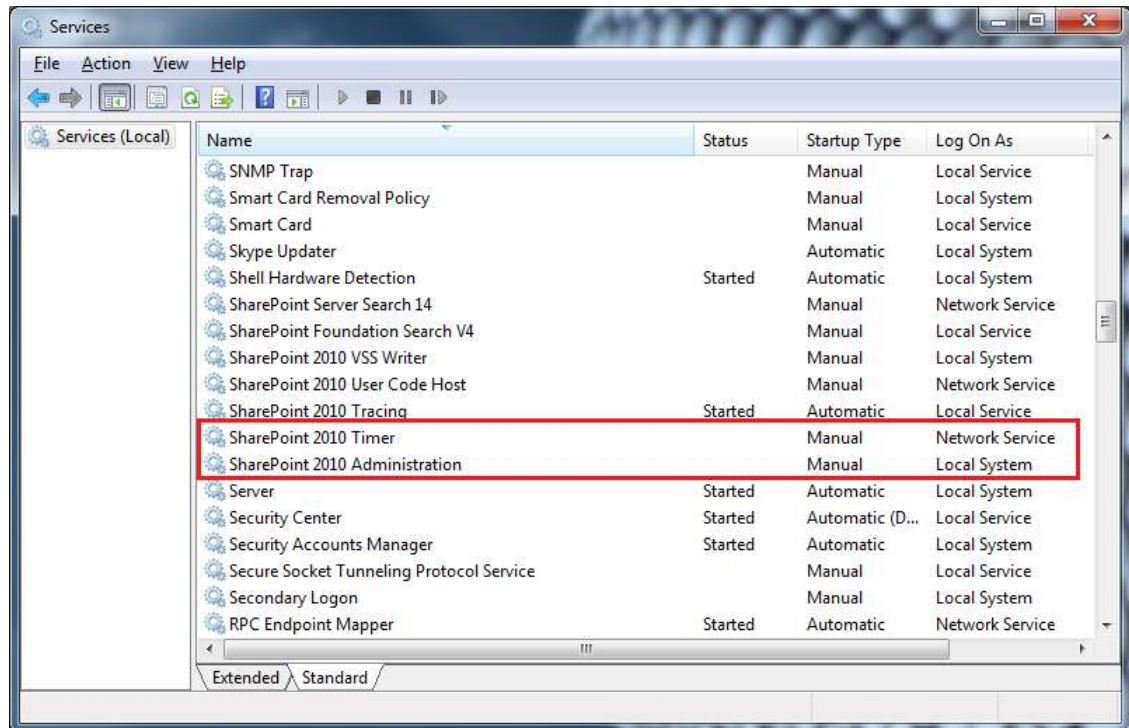 Services
File Action View Help
Services (Local)
Name Status Startup Type Log On As
SNMP Trap Manual Local Service
Smart Card Removal Policy Manual Local System
Smart Card Manual Local Service
Skype Updater Automatic Local System
Shell Hardware Detection Started Automatic Local System
SharePoint Server Search 14 Manual Network Service
SharePoint Foundation Search V4 Manual Local Service
SharePoint 2010 VSS Writer Manual Local System
SharePoint 2010 User Code Host Manual Network Service
SharePoint 2010 Tracing Started Automatic Local Service
SharePoint 2010 Timer Manual Network Service
SharePoint 2010 Administration Manual Local System
Server Started Automatic Local System
Security Center Started Automatic (D... Local Service
Security Accounts Manager Started Automatic Local System
Secure Socket Tunneling Protocol Service Manual Local Service
Secondary Logon Manual Local System
RPC Endpoint Mapper Started Automatic Network Service
Extended Standard